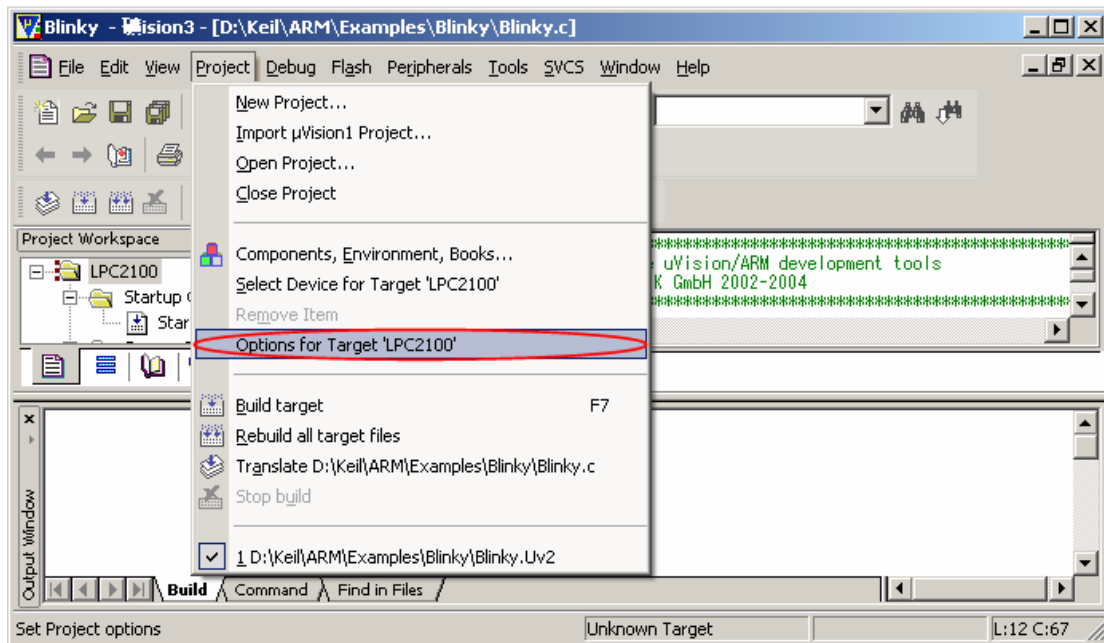 Blinky - µVision3 - [D:\Keil\ARM\Examples\Blinky\Blinky.c]
File Edit View Project Debug Flash Peripherals Tools SVCS Window Help
New Project...
Import µVision1 Project...
Open Project...
Close Project
Components, Environment, Books...
Select Device for Target 'LPC2100'
Remove Item
Options for Target 'LPC2100'
Build target F7
Rebuild all target files
Translate D:\Keil\ARM\Examples\Blinky\Blinky.c
Stop build
1 D:\Keil\ARM\Examples\Blinky\Blinky.Uv2
Project Workspace
LPC2100
Startup
Star
uVision/ARM development tools
K GmbH 2002-2004
Output Window
Build Command Find in Files
Set Project options Unknown Target L:12 C:67